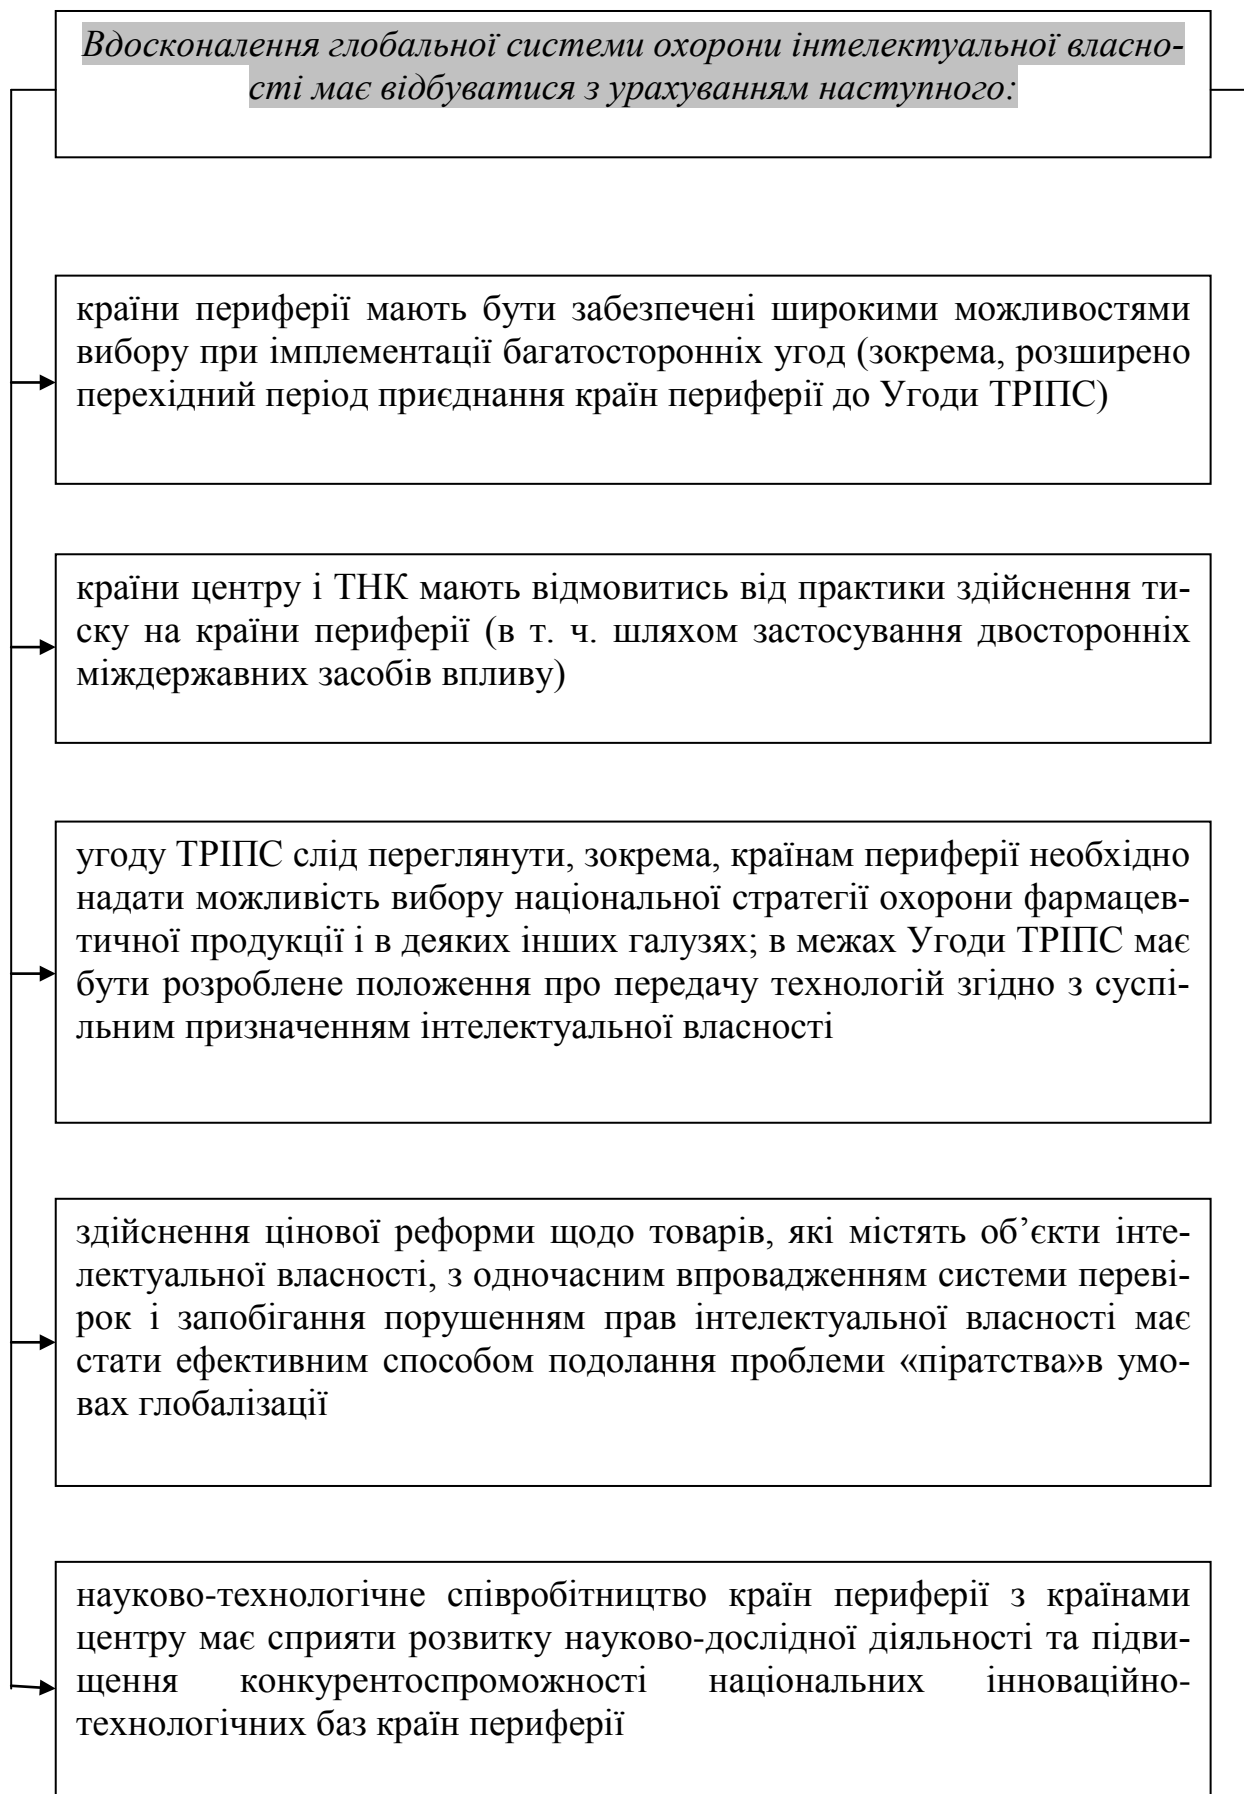 Вдосконалення глобальної системи охорони інтелектуальної власно-
сті має відбуватися з урахуванням наступного:
країни периферії мають бути забезпечені широкими можливостями
вибору при імплементації багатосторонніх угод (зокрема, розширено
перехідний період приєднання країн периферії до Угоди ТРІПС)
країни центру і ТНК мають відмовитись від практики здійснення ти-
ску на країни периферії (в т. ч. шляхом застосування двосторонніх
міждержавних засобів впливу)
угоду ТРІПС слід переглянути, зокрема, країнам периферії необхідно
надати можливість вибору національної стратегії охорони фармацев-
тичної продукції і в деяких інших галузях; в межах Угоди ТРІПС має
бути розроблене положення про передачу технологій згідно з суспі-
льним призначенням інтелектуальної власності
здійснення цінової реформи щодо товарів, які містять об’єкти інте-
лектуальної власності, з одночасним впровадженням системи переві-
рок і запобігання порушенням прав інтелектуальної власності має
стати ефективним способом подолання проблеми «піратства»в умо-
вах глобалізації
науково-технологічне співробітництво країн периферії з країнами
центру має сприяти розвитку науково-дослідної діяльності та підви-
щення конкурентоспроможності національних інноваційно-
технологічних баз країн периферії